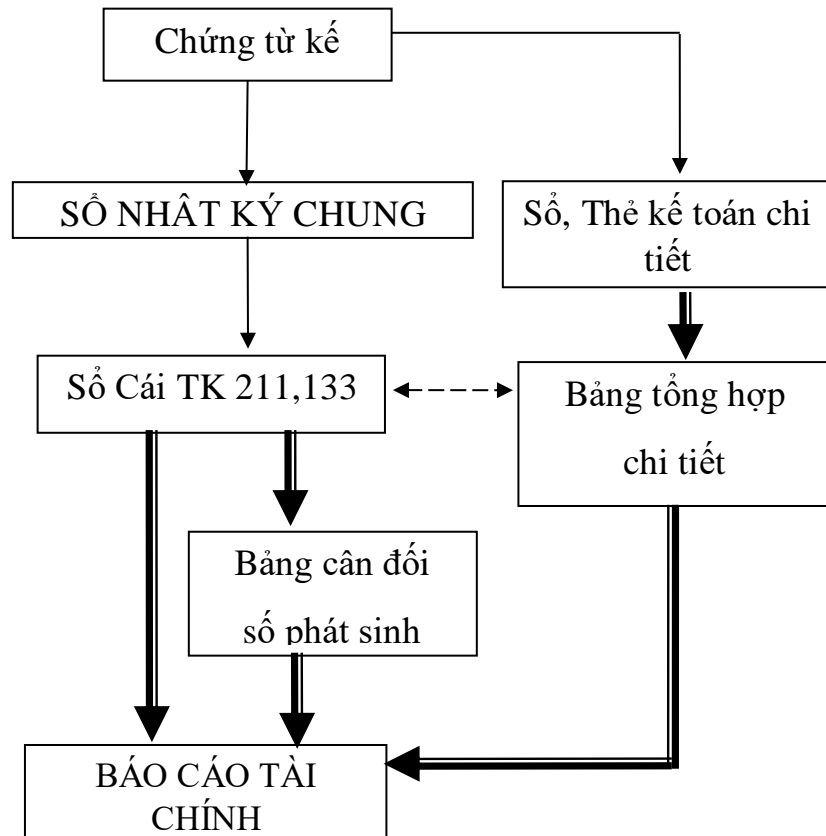 Chứng từ kế
SỔ NHÂT KÝ CHUNG
Sổ, Thẻ kế toán chi
tiết
Sổ Cái TK 211,133
Bảng tổng hợp
chi tiết
Bảng cân đối
số phát sinh
BÁO CÁO TÀI
CHÍNH